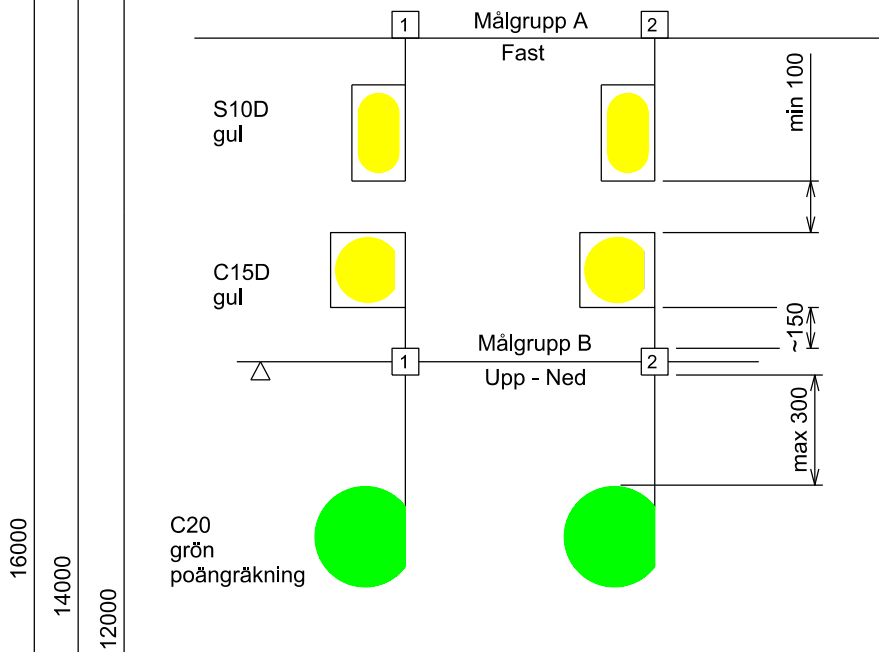 1
Målgrupp A
2
Fast
min 100
S10D
gul
C15D
gul
~150
Målgrupp B
1
2
Upp - Ned
max 300
C20
grön
poängräkning
16000
14000
12000